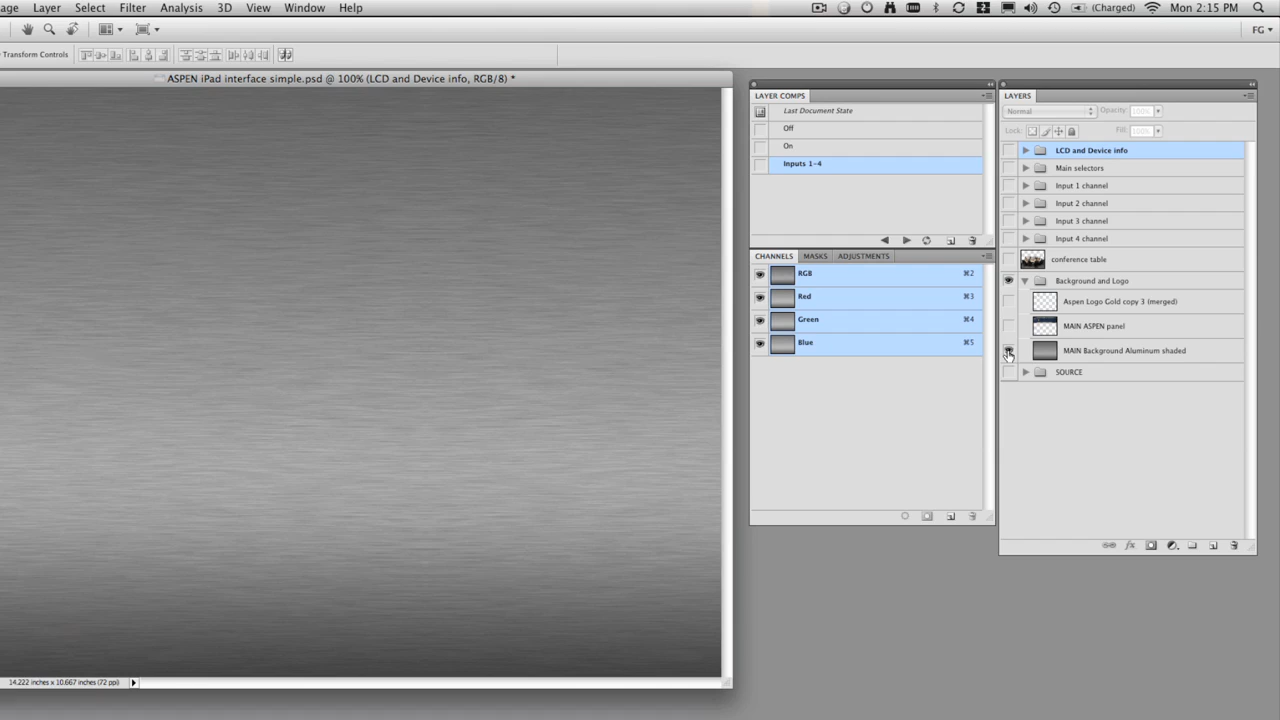 age Layer Select Filter Analysis 3D View Window Help (Charged) Mon 2:15 PM
FG
Transform Controls
ASPEN iPad interface simple.psd @ 100% (LCD and Device info, RGB/8) *
LAYER COMPS
Last Document State
Off
On
Inputs 1-4
CHANNELS MASKS ADJUSTMENTS
RGB ⌘2
Red ⌘3
Green ⌘4
Blue ⌘5
LAYERS
Normal Opacity: 100%
Lock: Fill: 100%
LCD and Device info
Main selectors
Input 1 channel
Input 2 channel
Input 3 channel
Input 4 channel
conference table
Background and Logo
Aspen Logo Gold copy 3 (merged)
MAIN ASPEN panel
MAIN Background Aluminum shaded
SOURCE
14.222 inches x 10.667 inches (72 ppi)